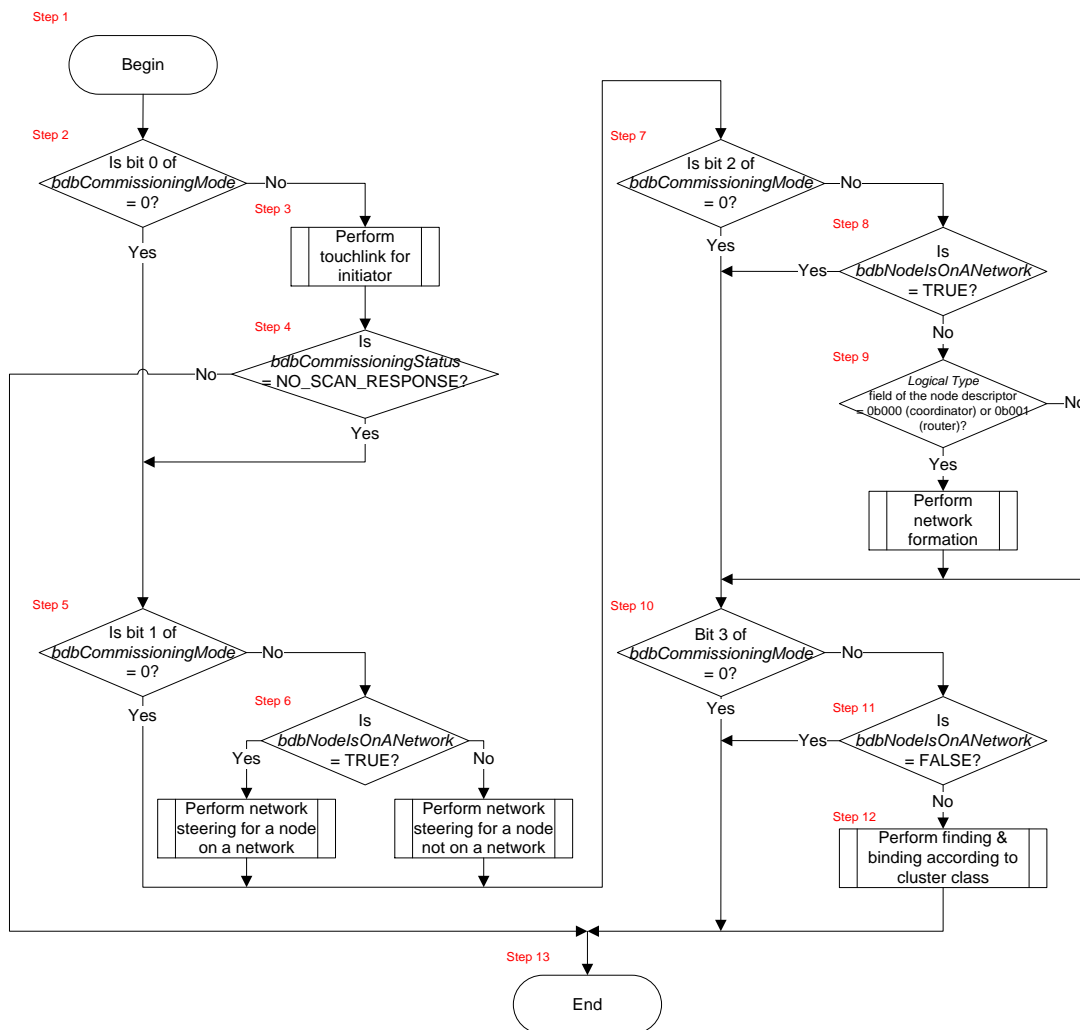 Step 1
Begin
Step 2
Is bit 0 of
bdbCommissioningMode
= 0?
No
Yes
Step 3
Perform
touchlink for
initiator
Step 4
Is
bdbCommissioningStatus
= NO_SCAN_RESPONSE?
No
Yes
Step 5
Is bit 1 of
bdbCommissioningMode
= 0?
No
Yes
Step 6
Is
bdbNodeIsOnANetwork
= TRUE?
Yes
No
Perform network
steering for a node
on a network
Perform network
steering for a node
not on a network
Step 7
Is bit 2 of
bdbCommissioningMode
= 0?
No
Yes
Step 8
Is
bdbNodeIsOnANetwork
= TRUE?
Yes
No
Step 9
Logical Type
field of the node descriptor
= 0b000 (coordinator) or 0b001
(router)?
No
Yes
Perform
network
formation
Step 10
Bit 3 of
bdbCommissioningMode
= 0?
No
Yes
Step 11
Is
bdbNodeIsOnANetwork
= FALSE?
Yes
No
Step 12
Perform finding &
binding according to
cluster class
Step 13
End